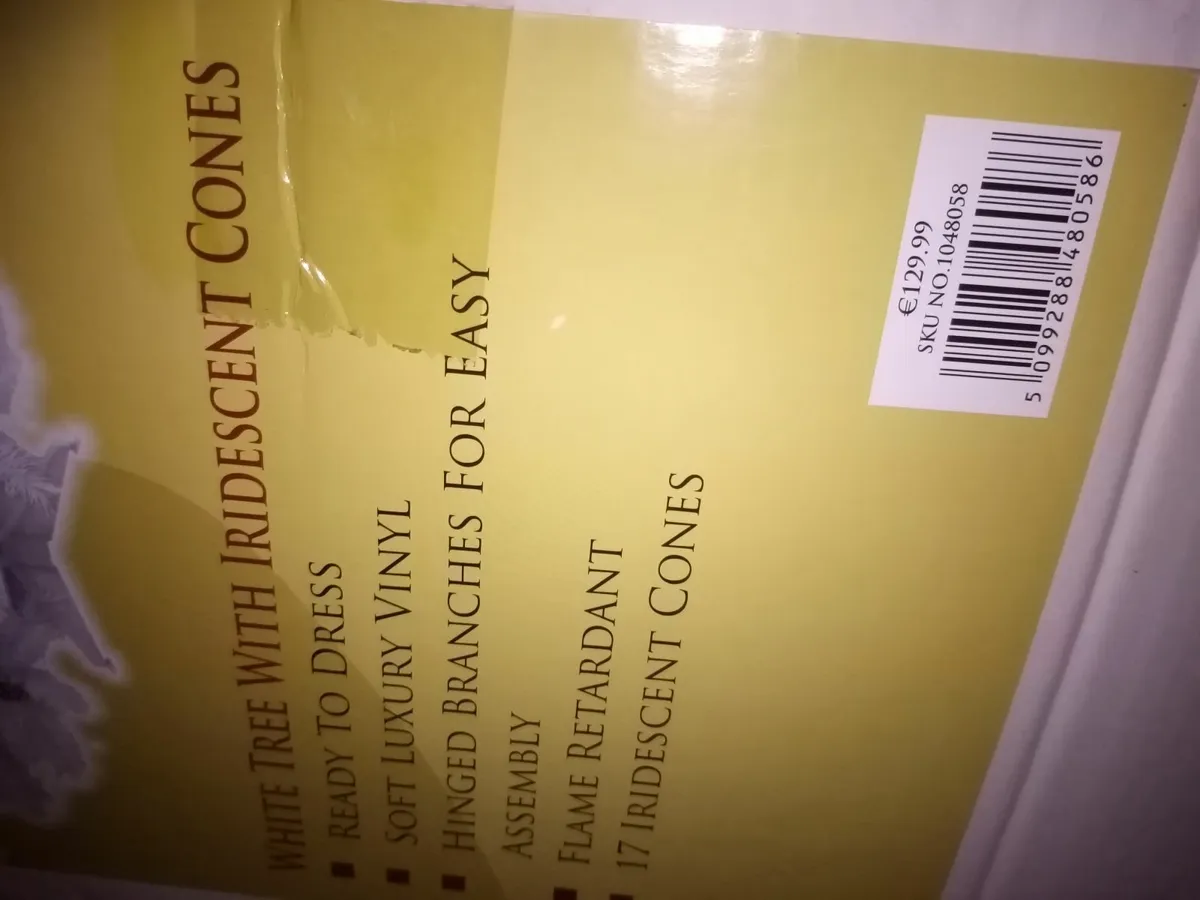 WHITE TREE WITH IRIDESCENT CONES
■ READY TO DRESS
■ SOFT LUXURY VINYL
■ HINGED BRANCHES FOR EASY
ASSEMBLY
■ FLAME RETARDANT
■ 17 IRIDESCENT CONES
€129.99
SKU NO.1048058
5 099288 480586